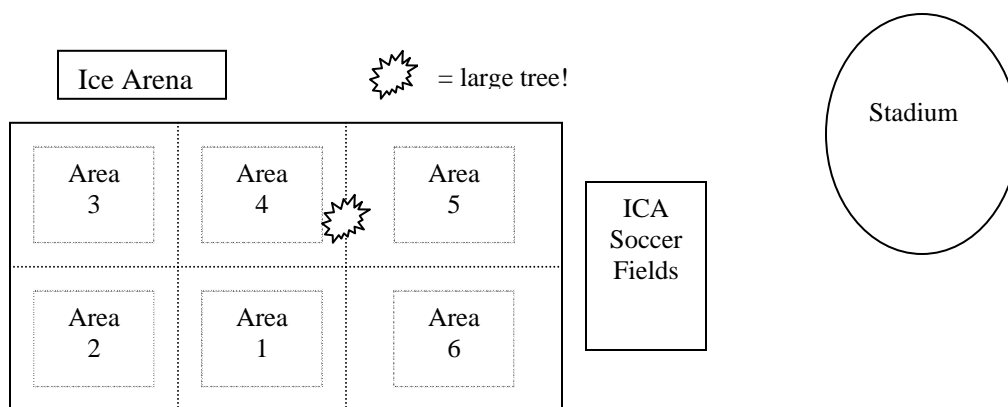 Ice Arena
= large tree!
Stadium
Area
3
Area
4
Area
5
ICA
Soccer
Fields
Area
2
Area
1
Area
6